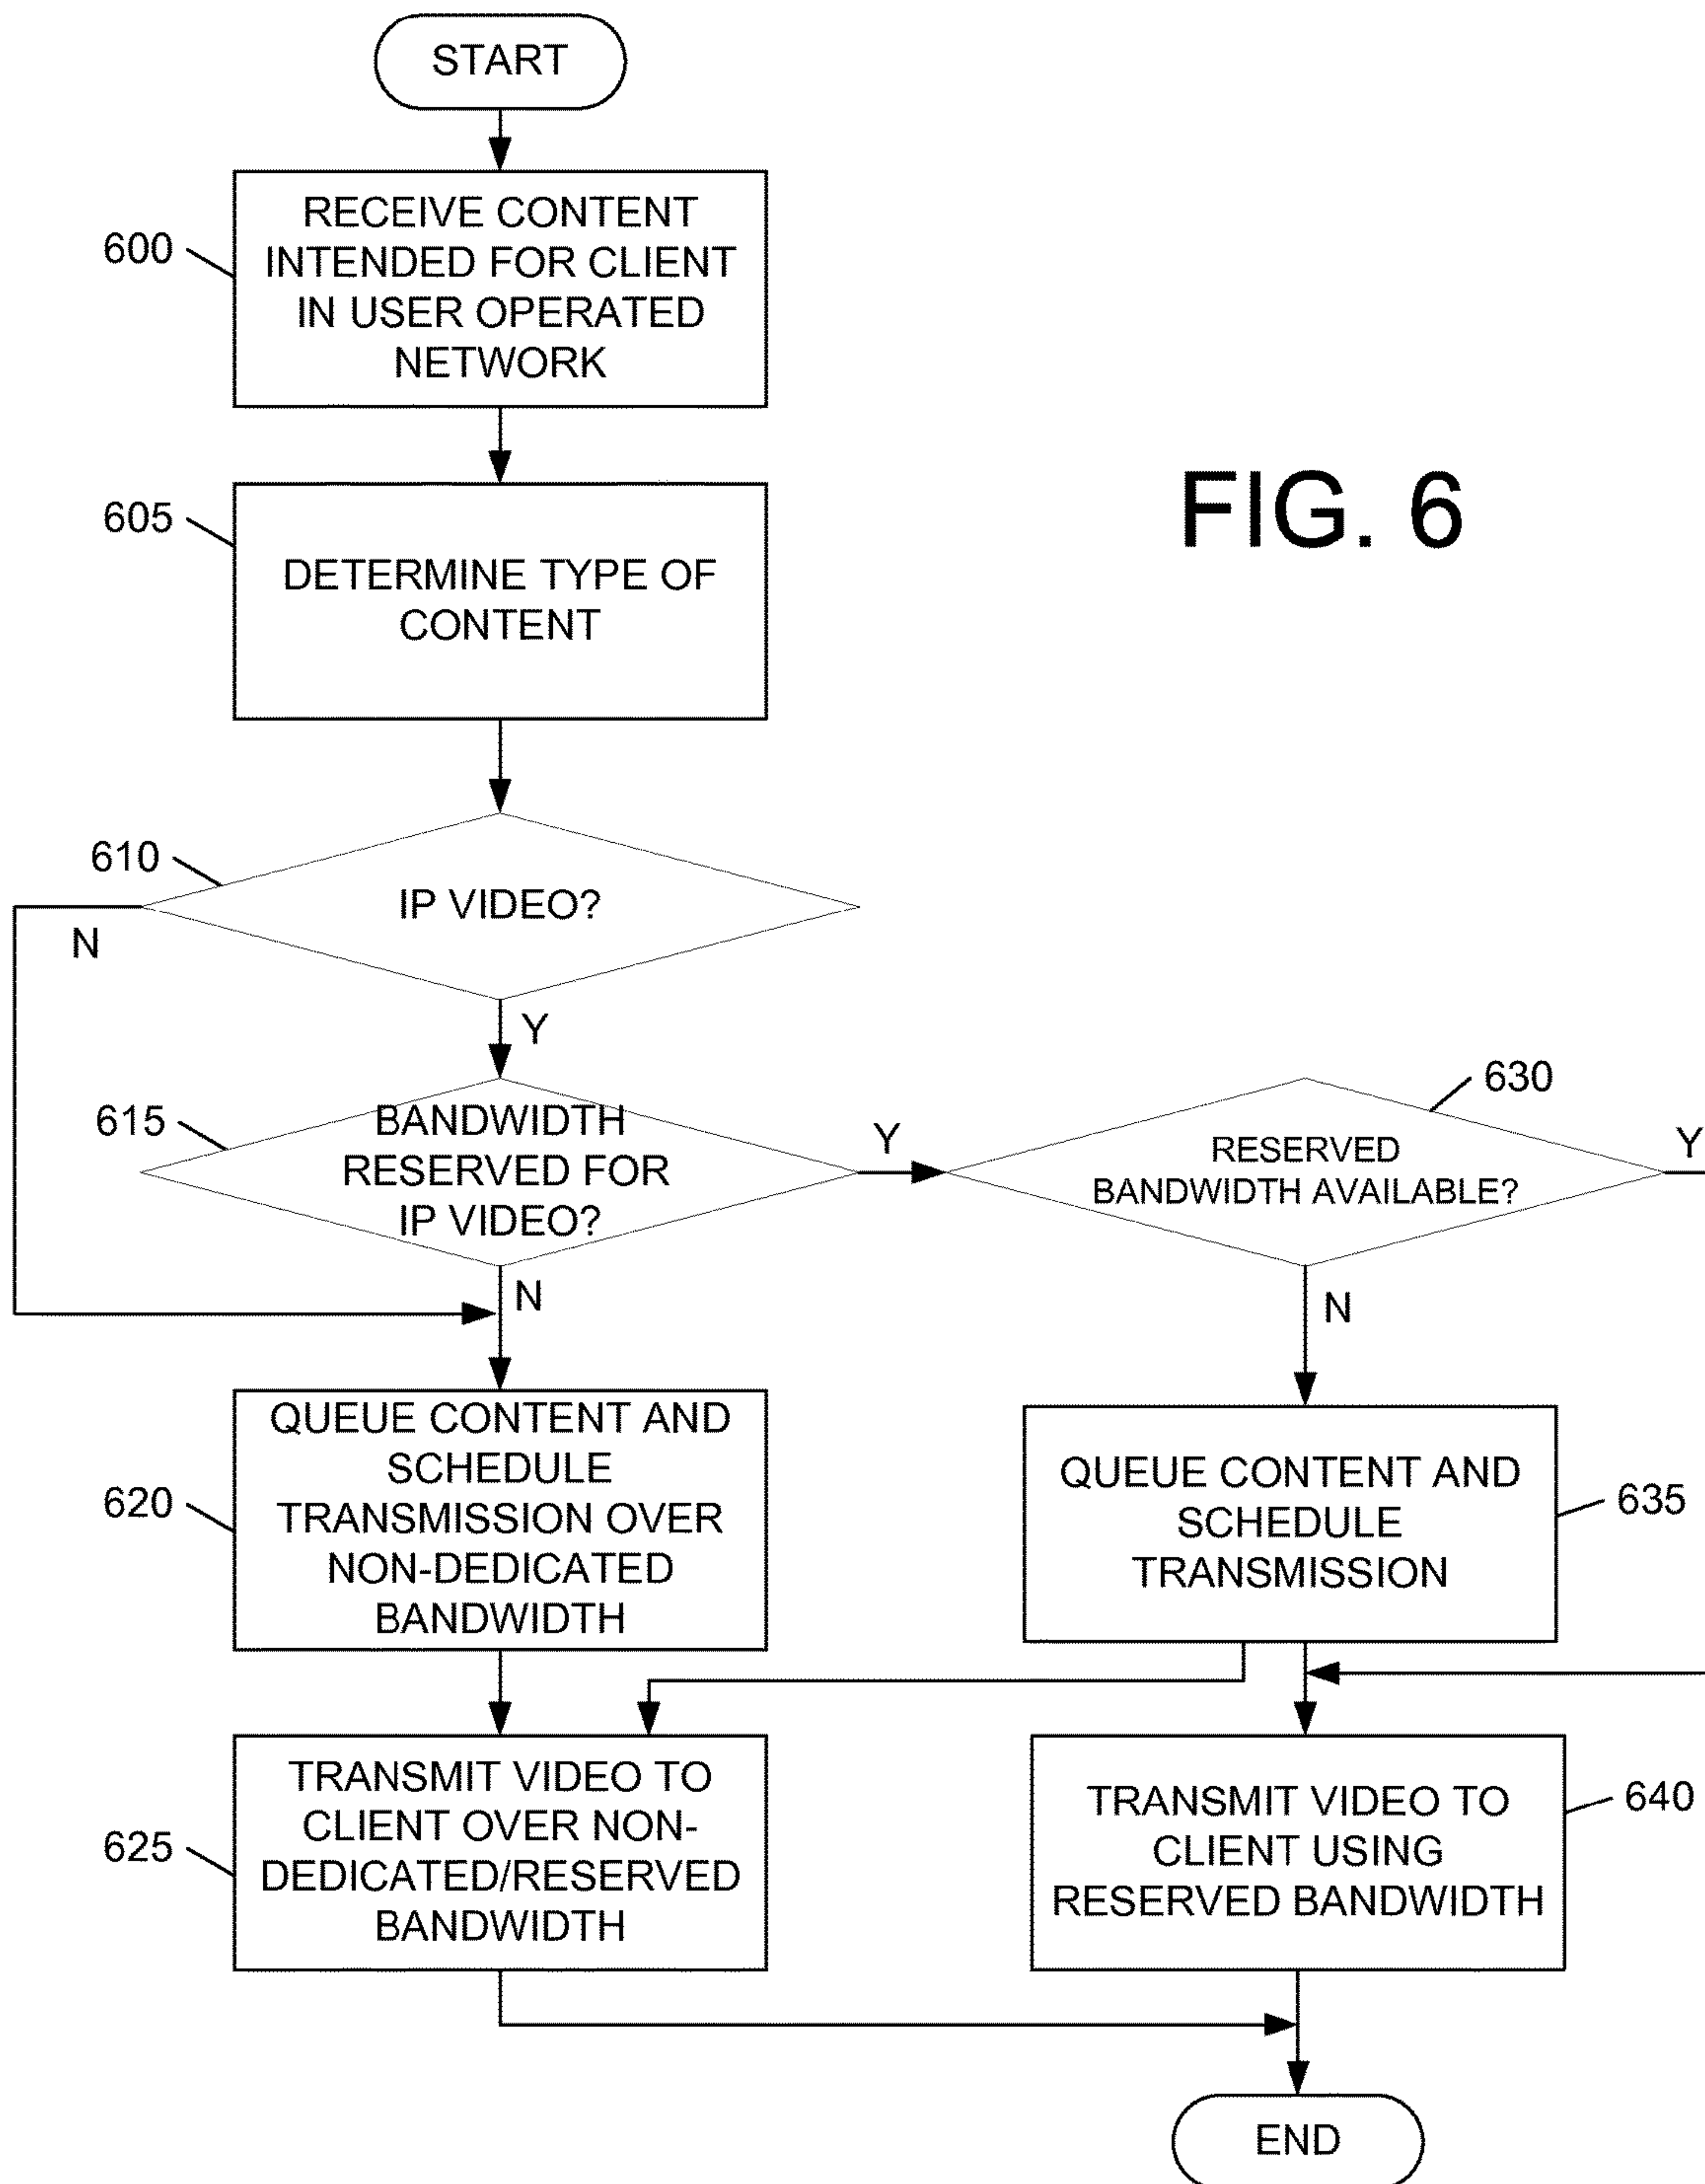 START
600
RECEIVE CONTENT
INTENDED FOR CLIENT
IN USER OPERATED
NETWORK
FIG. 6
605
DETERMINE TYPE OF
CONTENT
610
IP VIDEO?
N
Y
615
BANDWIDTH
RESERVED FOR
IP VIDEO?
Y
N
630
RESERVED
BANDWIDTH AVAILABLE?
Y
N
620
QUEUE CONTENT AND
SCHEDULE
TRANSMISSION OVER
NON-DEDICATED
BANDWIDTH
QUEUE CONTENT AND
SCHEDULE
TRANSMISSION
635
625
TRANSMIT VIDEO TO
CLIENT OVER NON-
DEDICATED/RESERVED
BANDWIDTH
TRANSMIT VIDEO TO
CLIENT USING
RESERVED BANDWIDTH
640
END